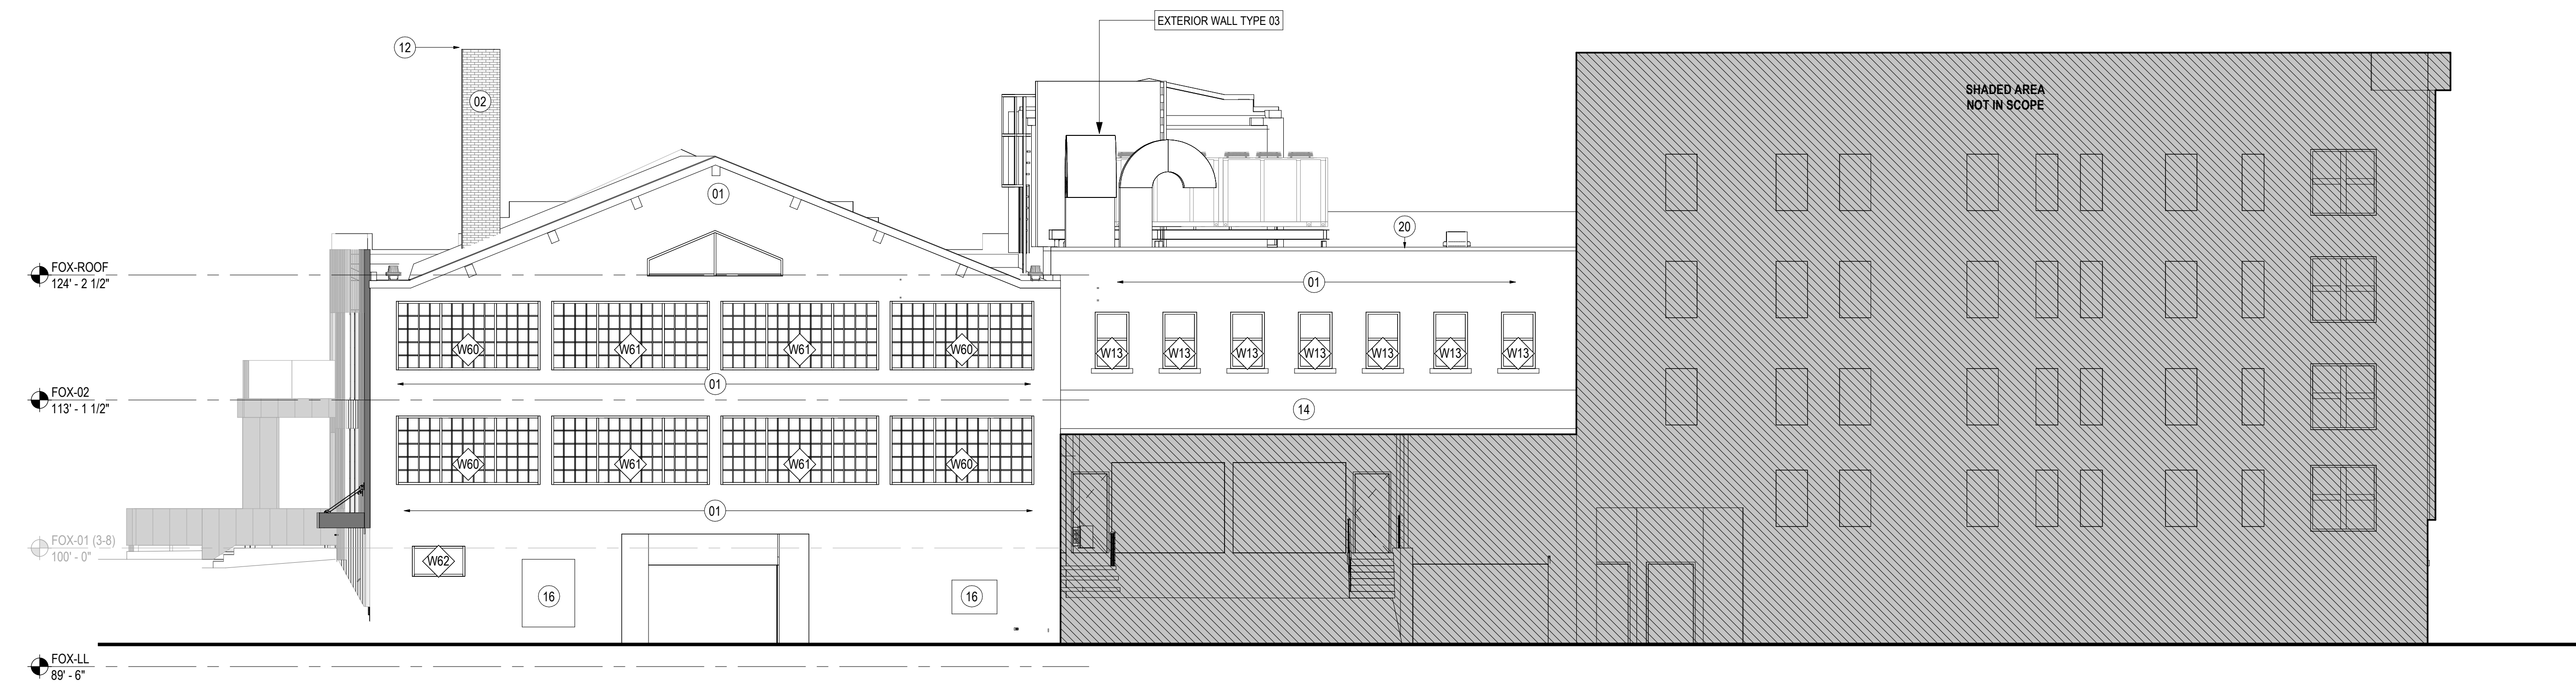 EXTERIOR WALL TYPE 03
12
02
SHADED AREA
NOT IN SCOPE
01
20
FOX-ROOF
124' - 2 1/2"
01
W60
W61
W61
W60
W13
W13
W13
W13
W13
W13
W13
01
FOX-02
113' - 1 1/2"
14
W60
W61
W61
W60
01
FOX-01 (3-8)
100' - 0"
W62
16
16
FOX-LL
89' - 6"